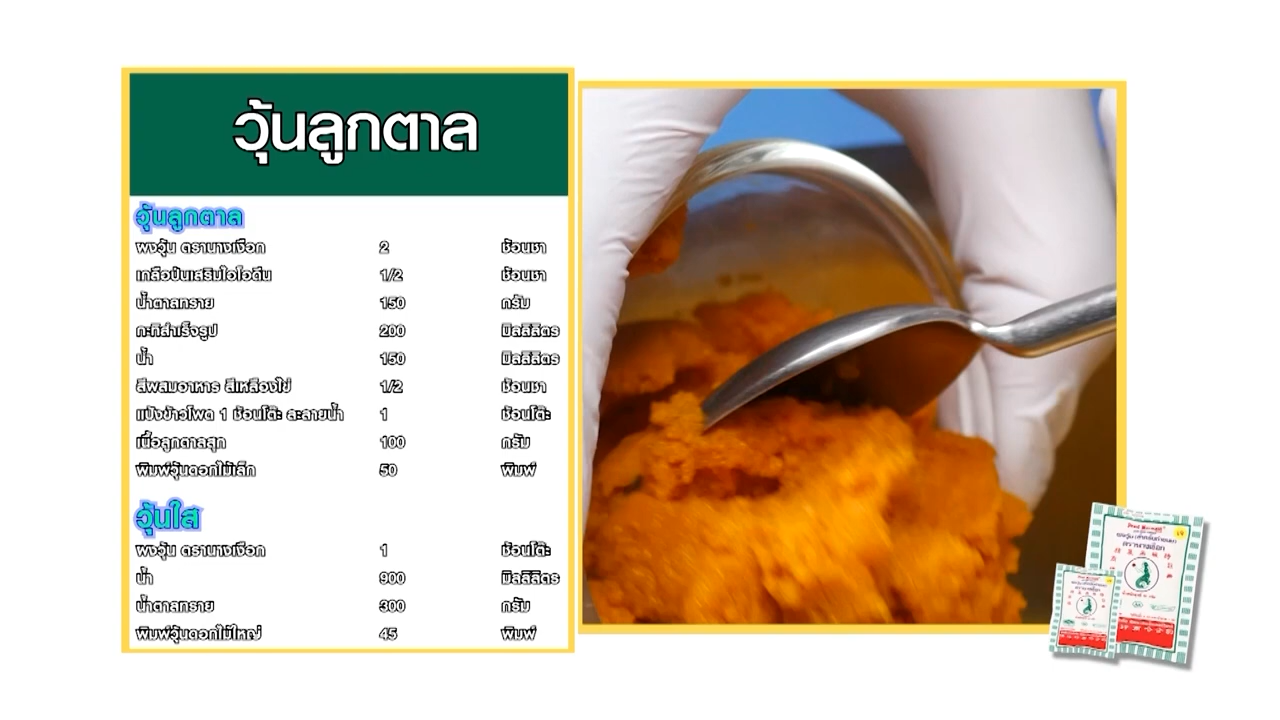 วุ้นลูกตาล
วุ้นลูกตาล
ผงวุ้น ตรานางเงือก 2 ช้อนชา
เกลือป่นเสริมไอโอดีน 1/2 ช้อนชา
น้ำตาลทราย 150 กรัม
กะทิสำเร็จรูป 200 มิลลิลิตร
น้ำ 150 มิลลิลิตร
สีผสมอาหาร สีเหลืองไข่ 1/2 ช้อนชา
แป้งข้าวโพด 1 ช้อนโต๊ะ ละลายน้ำ 1 ช้อนโต๊ะ
เนื้อลูกตาลสุก 100 กรัม
พิมพ์วุ้นดอกไม้เล็ก 50 พิมพ์
วุ้นใส
ผงวุ้น ตรานางเงือก 1 ช้อนโต๊ะ
น้ำ 900 มิลลิลิตร
น้ำตาลทราย 300 กรัม
พิมพ์วุ้นดอกไม้ใหญ่ 45 พิมพ์
ตรานางเงือก